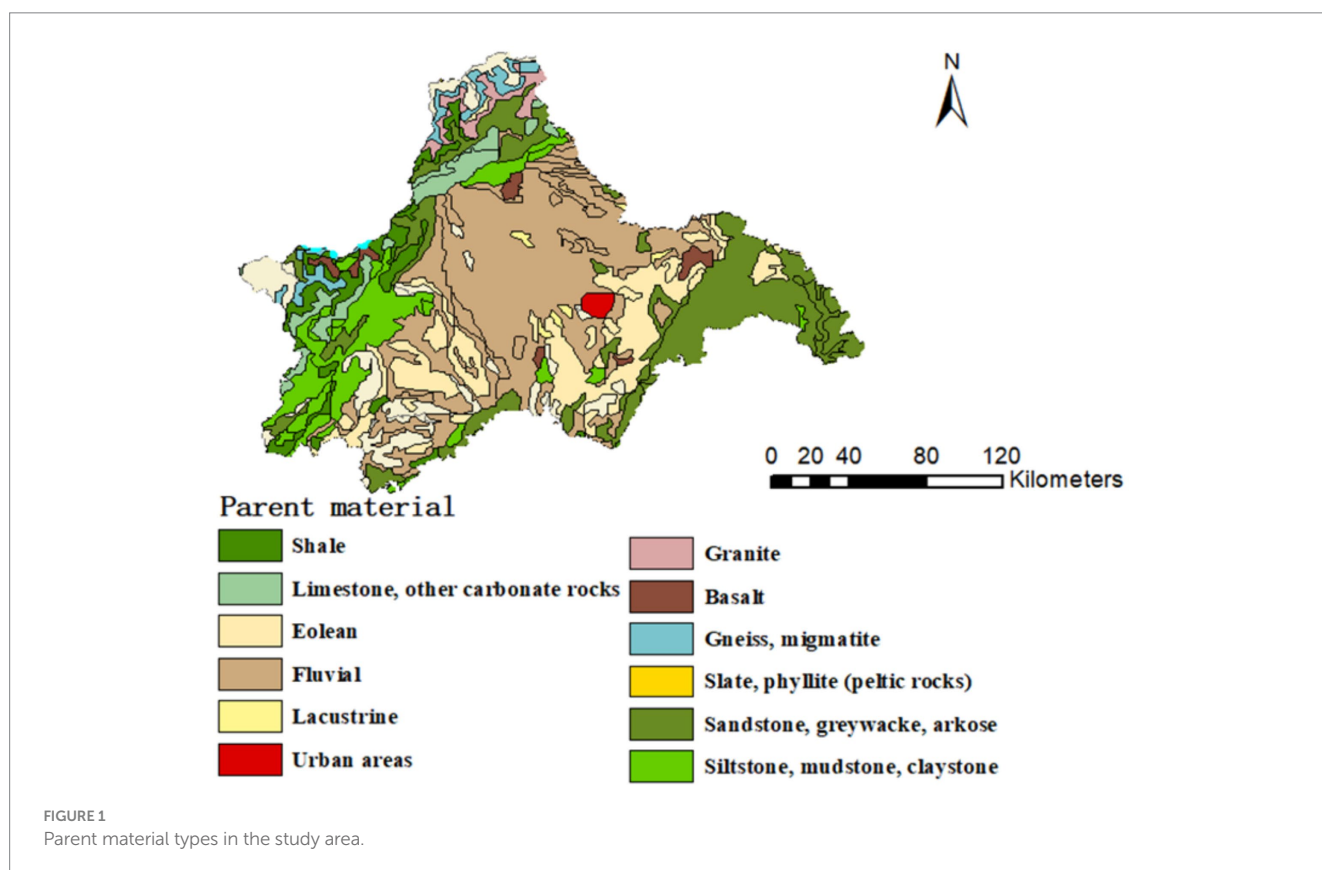 N
0 20 40 80 120
Kilometers
Parent material
Shale
Limestone, other carbonate rocks
Eolean
Fluvial
Lacustrine
Urban areas
Granite
Basalt
Gneiss, migmatite
Slate, phyllite (peltic rocks)
Sandstone, greywacke, arkose
Siltstone, mudstone, claystone
FIGURE 1
Parent material types in the study area.